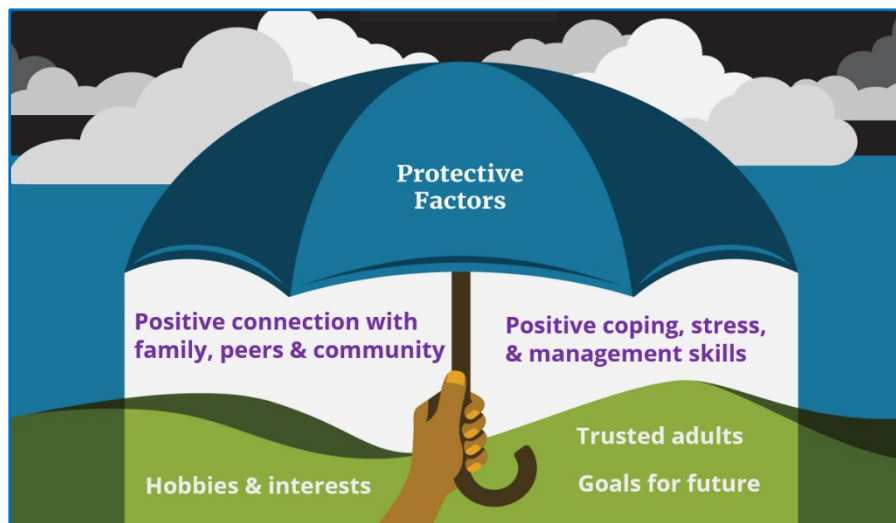 Protective
Factors
Positive connection with
family, peers & community
Positive coping, stress,
& management skills
Hobbies & interests
Trusted adults
Goals for future